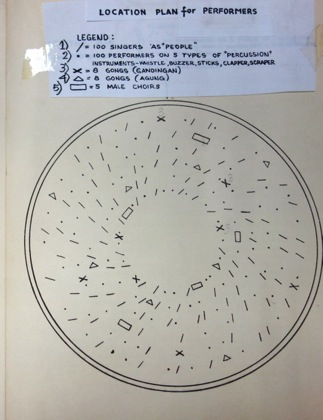 LOCATION PLAN for PERFORMERS
LEGEND :
1) / = 100 SINGERS 'AS "PEOPLE"
2) • = 100 PERFORMERS ON 5 TYPES OF "PERCUSSION"
INSTRUMENTS-WHISTLE, BUZZER, STICKS, CLAPPER, SCRAPER
3) × = 8 GONGS (GANDINGAN)
4) △ = 8 GONGS (AGUNG)
5) ▭ = 5 MALE CHOIRS